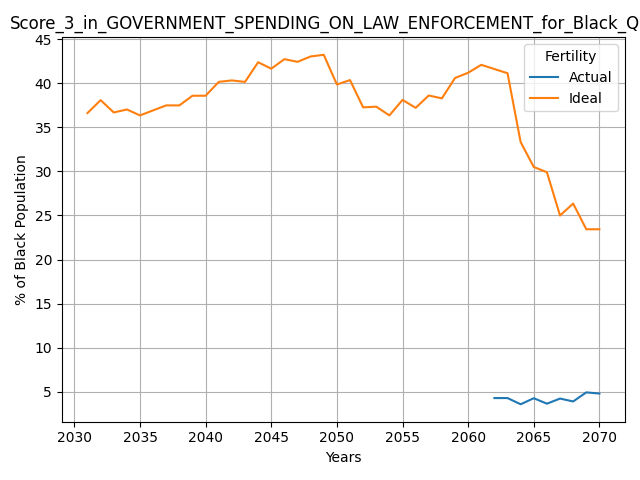 Score_3_in_GOVERNMENT_SPENDING_ON_LAW_ENFORCEMENT_for_Black_Q
Fertility
Actual
Ideal
% of Black Population
45
40
35
30
25
20
15
10
5
2030 2035 2040 2045 2050 2055 2060 2065 2070
Years